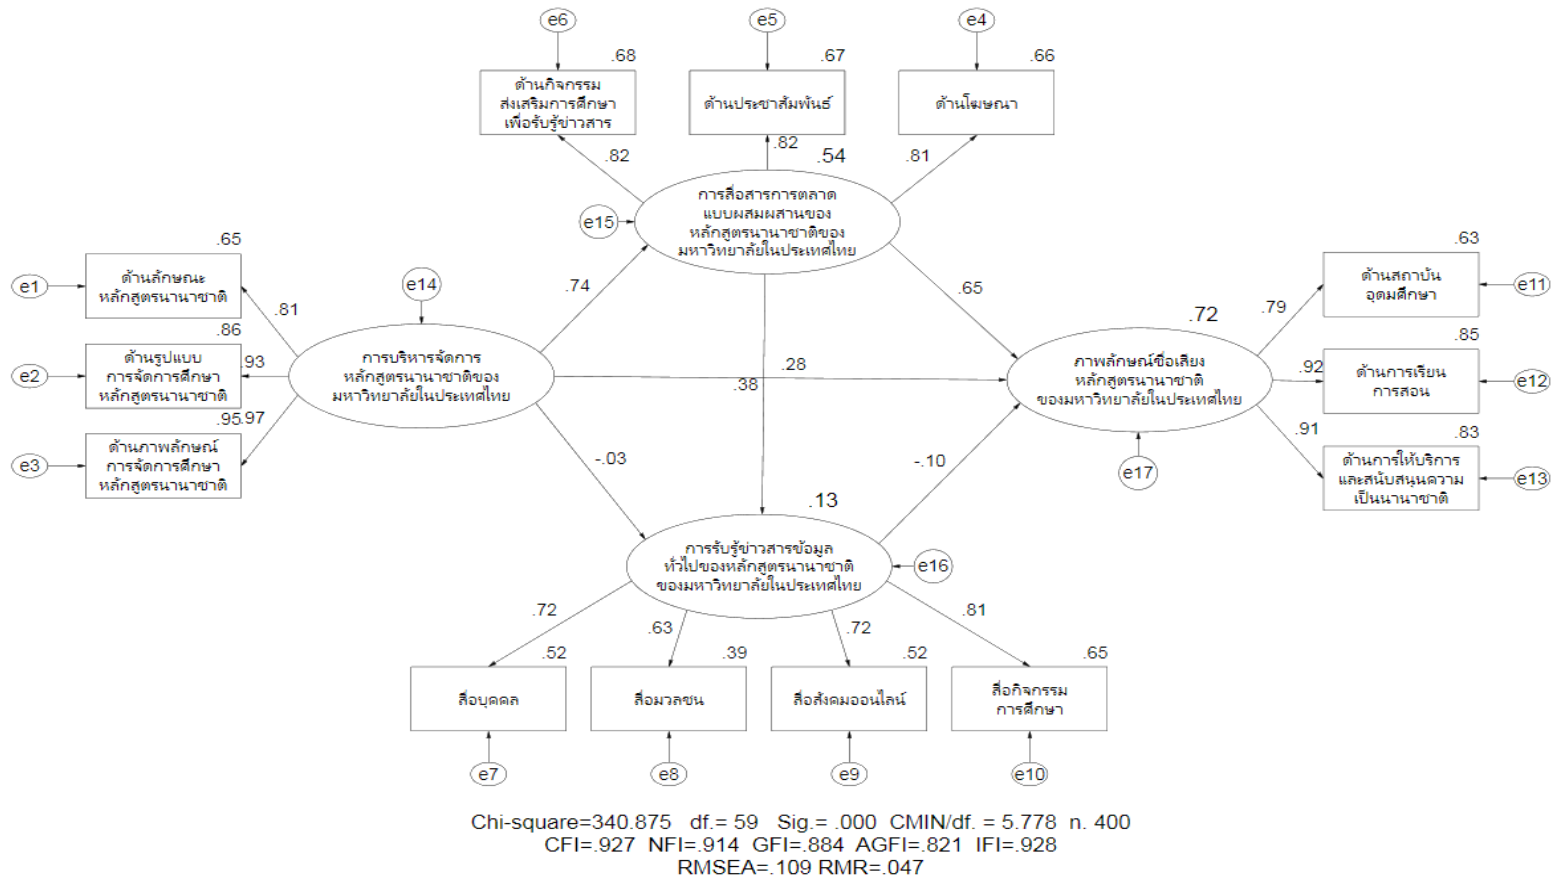 e6
e5
e4
.68
.67
.66
ด้านกิจกรรม
ส่งเสริมการศึกษา
เพื่อรับรู้ข่าวสาร
ด้านประชาสัมพันธ์
ด้านโฆษณา
.82
.82
.81
.54
e15
การสื่อสารการตลาด
แบบผสมผสานของ
หลักสูตรนานาชาติของ
มหาวิทยาลัยในประเทศไทย
.65
e1
ด้านลักษณะ
หลักสูตรนานาชาติ
.81
.86
e2
ด้านรูปแบบ
การจัดการศึกษา
หลักสูตรนานาชาติ
.93
.95
.97
e3
ด้านภาพลักษณ์
การจัดการศึกษา
หลักสูตรนานาชาติ
e14
การบริหารจัดการ
หลักสูตรนานาชาติของ
มหาวิทยาลัยในประเทศไทย
.74
.65
.28
.38
-.03
-.10
.72
ภาพลักษณ์ชื่อเสียง
หลักสูตรนานาชาติ
ของมหาวิทยาลัยในประเทศไทย
e17
.63
ด้านสถาบัน
อุดมศึกษา
e11
.79
.85
.92
ด้านการเรียน
การสอน
e12
.91
.83
ด้านการให้บริการ
และสนับสนุนความ
เป็นนานาชาติ
e13
.13
การรับรู้ข่าวสารข้อมูล
ทั่วไปของหลักสูตรนานาชาติ
ของมหาวิทยาลัยในประเทศไทย
e16
.72
.63
.72
.81
.52
.39
.52
.65
สื่อบุคคล
สื่อมวลชน
สื่อสังคมออนไลน์
สื่อกิจกรรม
การศึกษา
e7
e8
e9
e10
Chi-square=340.875 df.= 59 Sig.= .000 CMIN/df. = 5.778 n. 400
CFI=.927 NFI=.914 GFI=.884 AGFI=.821 IFI=.928
RMSEA=.109 RMR=.047